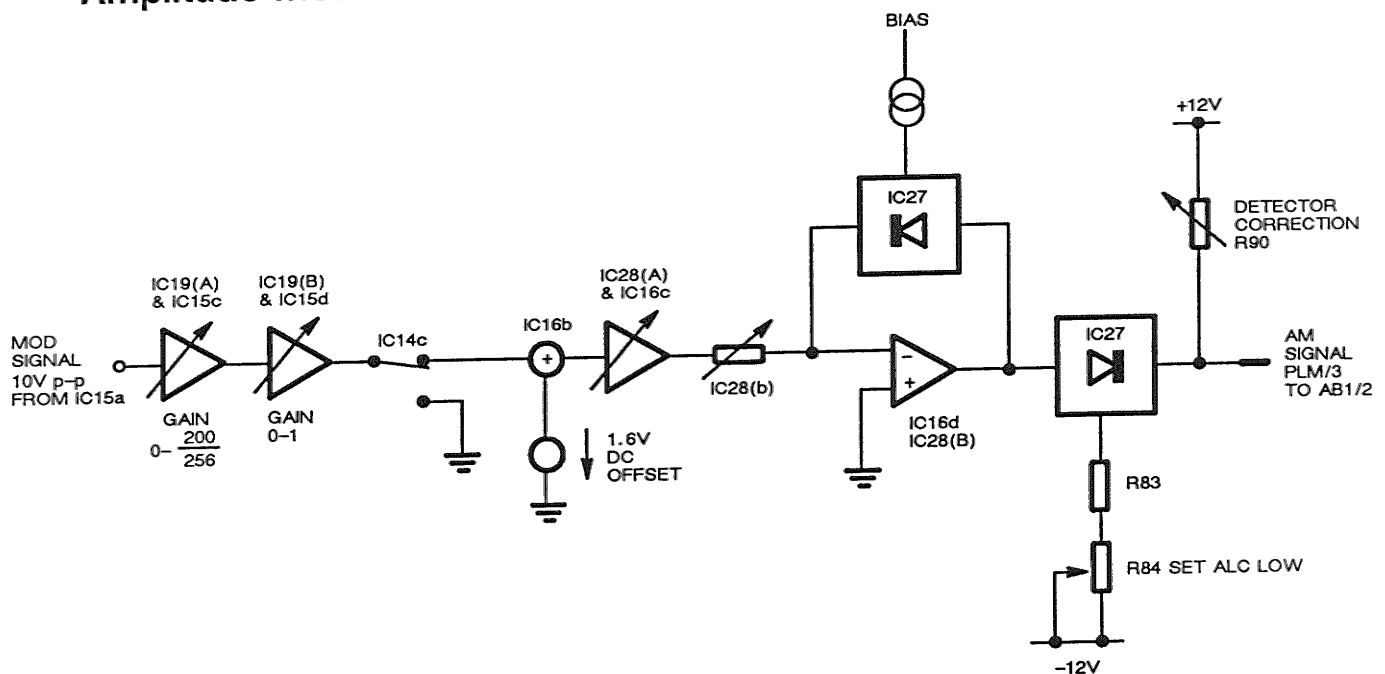 BIAS
+12V
IC27
DETECTOR
CORRECTION
R90
IC19(A)
& IC15c
IC19(B)
& IC15d
IC14c
IC16b
IC28(A)
& IC16c
MOD
SIGNAL
10V p-p
FROM IC15a
GAIN
0- 200
256
GAIN
0-1
+
1.6V
DC
OFFSET
IC28(b)
−
+
IC16d
IC28(B)
IC27
AM
SIGNAL
PLM/3
TO AB1/2
R83
R84 SET ALC LOW
-12V